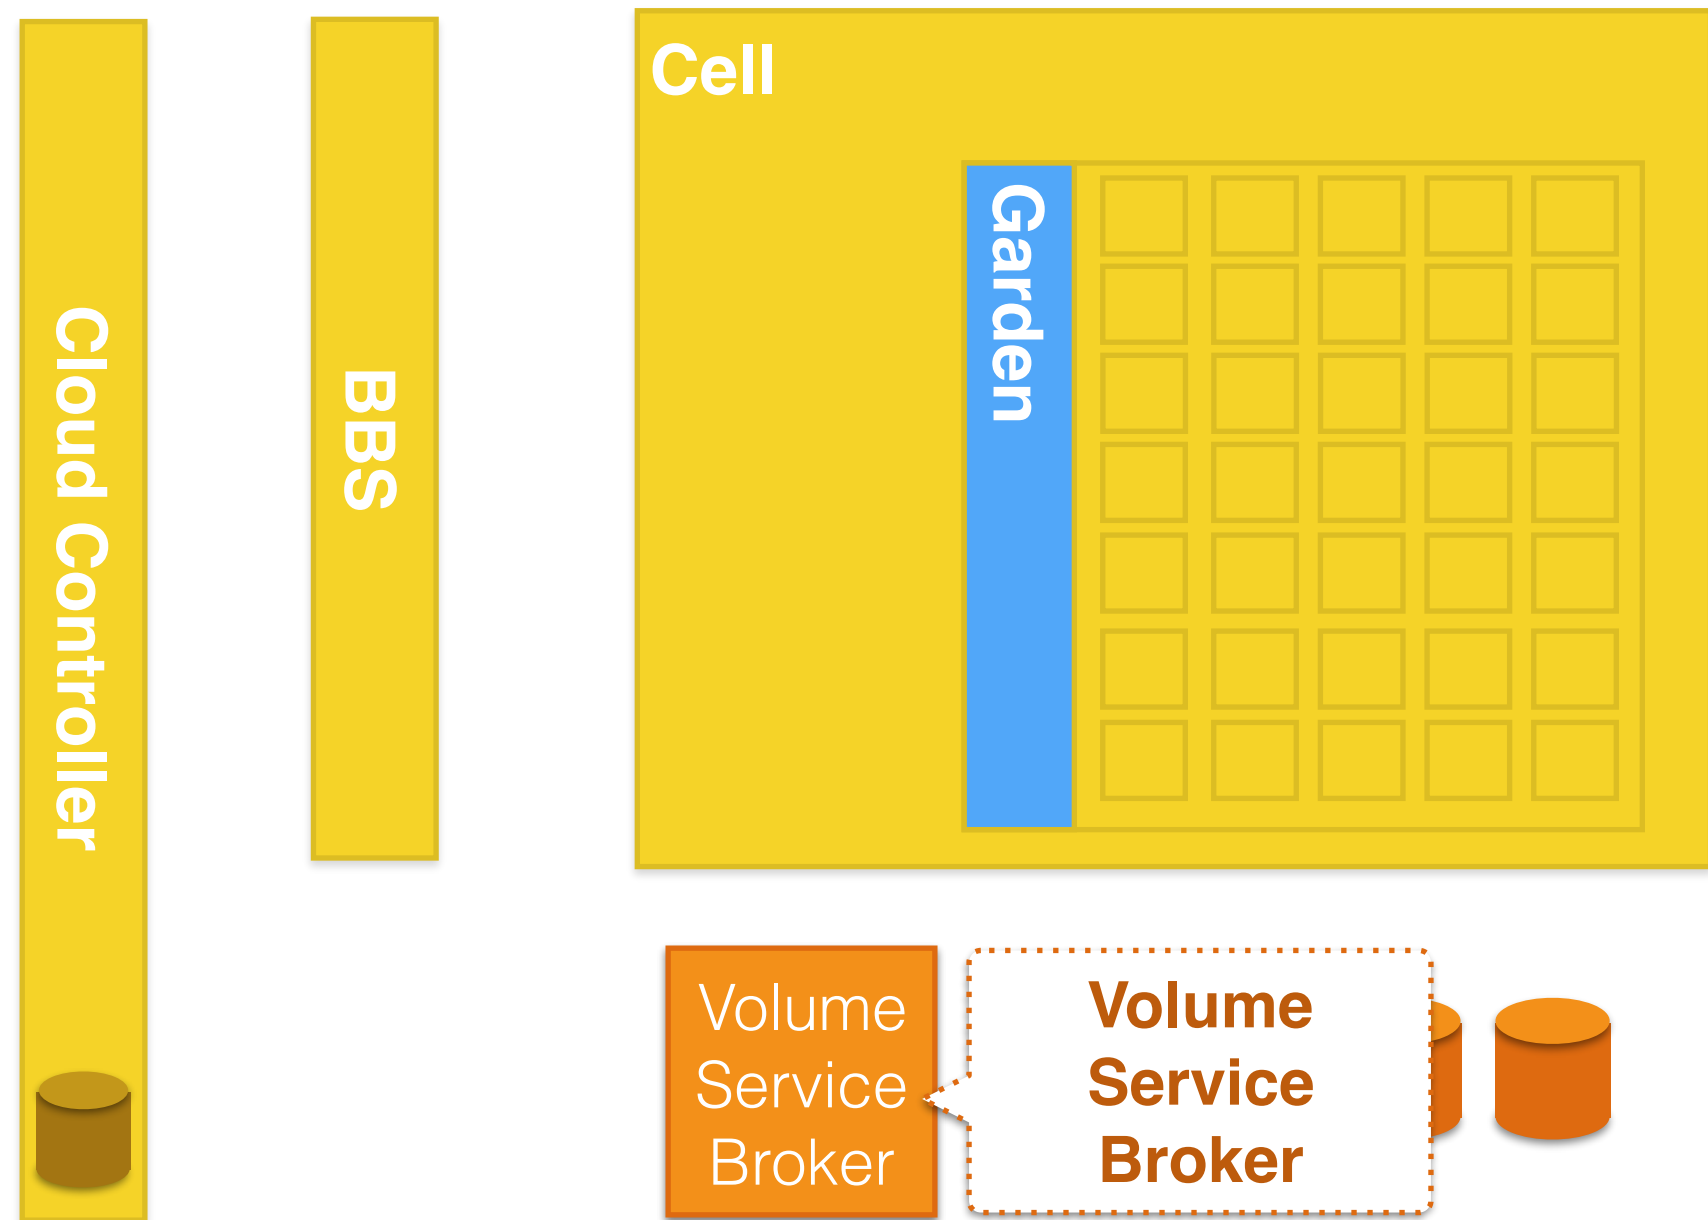 Cloud Controller
BBS
Cell
Garden
Volume
Service
Broker
Volume
Service
Broker